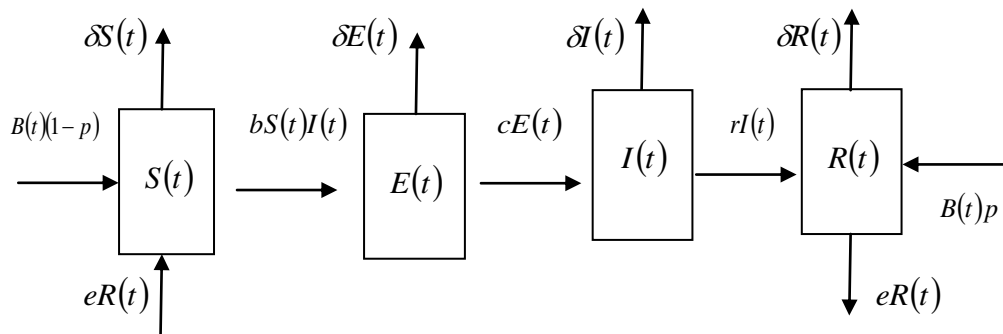 δS(t) δE(t) δI(t) δR(t)
B(t)(1−p) bS(t)I(t) cE(t) rI(t)
S(t) E(t) I(t) R(t)
B(t)p
eR(t) eR(t)